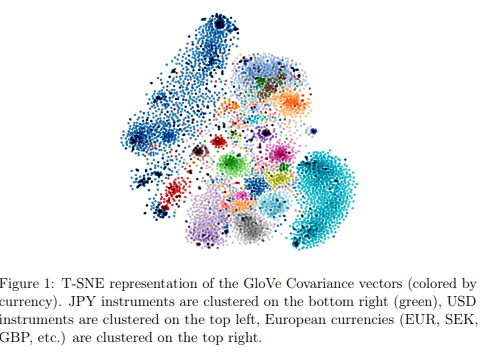 Figure 1: T-SNE representation of the GloVe Covariance vectors (colored by
currency). JPY instruments are clustered on the bottom right (green), USD
instruments are clustered on the top left, European currencies (EUR, SEK,
GBP, etc.) are clustered on the top right.